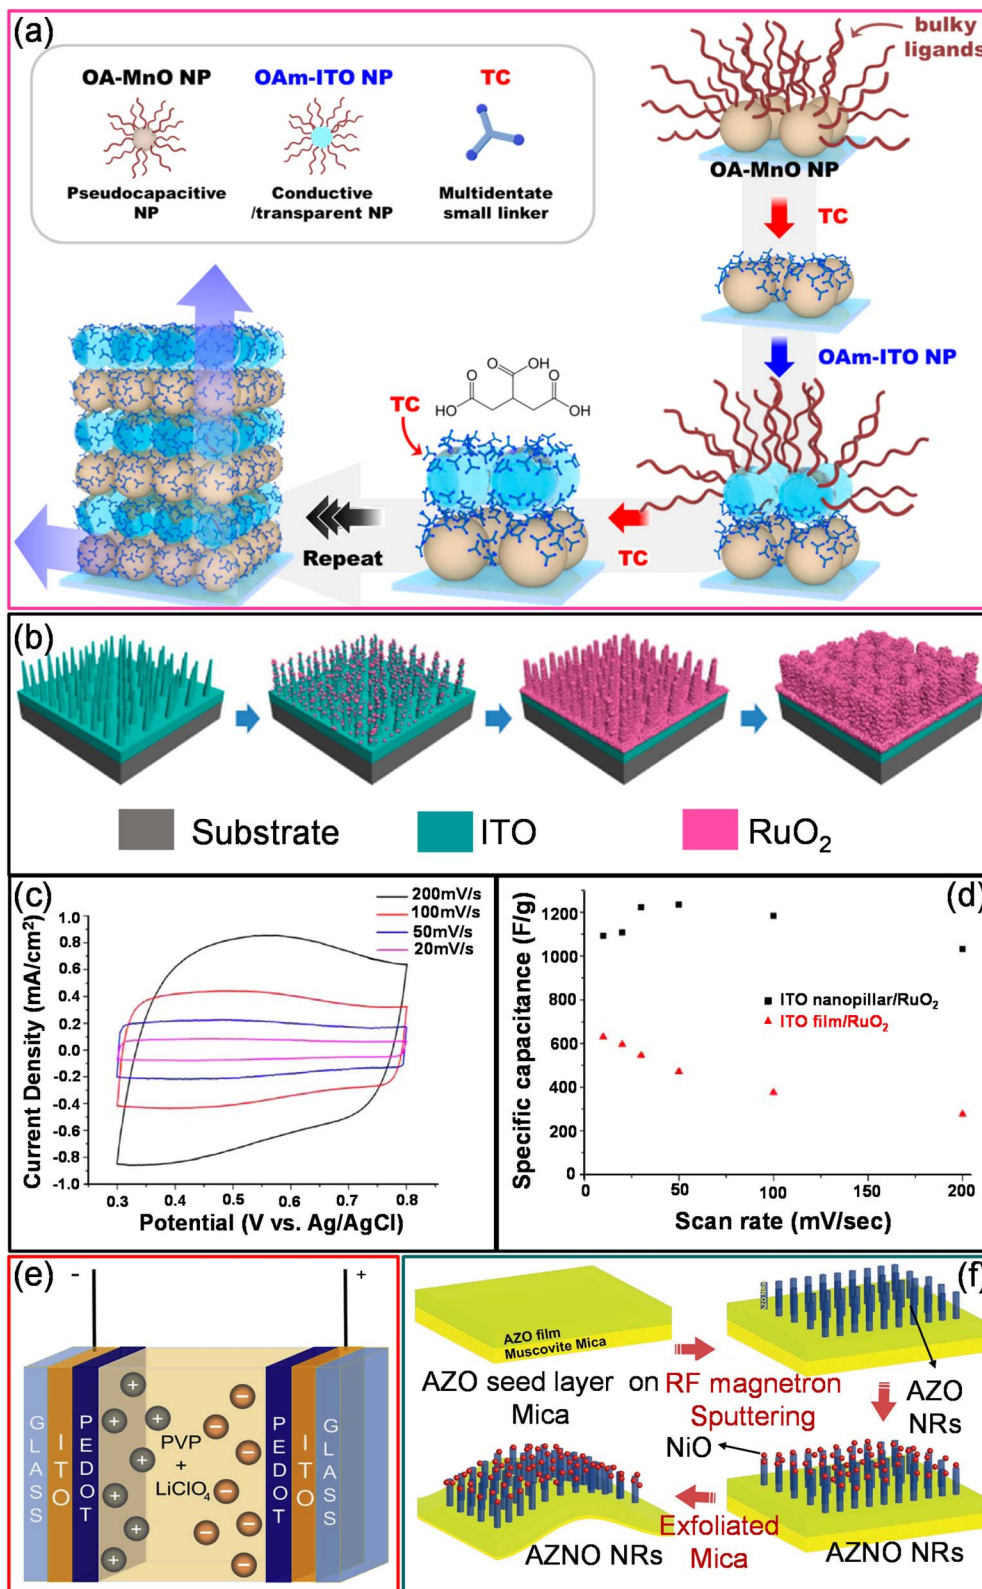 (a)
OA-MnO NP
OAm-ITO NP
TC
Pseudocapacitive
NP
Conductive
/transparent NP
Multidentate
small linker
bulky
ligands
OA-MnO NP
TC
OAm-ITO NP
TC
Repeat
TC
O
OH
O
O
HO
OH
(b)
Substrate
ITO
RuO2
(c)
200mV/s
100mV/s
50mV/s
20mV/s
Current Density (mA/cm2)
1.0
0.8
0.6
0.4
0.2
0.0
-0.2
-0.4
-0.6
-0.8
-1.0
0.3 0.4 0.5 0.6 0.7 0.8
Potential (V vs. Ag/AgCl)
(d)
Specific capacitance (F/g)
1200
1000
800
600
400
200
0
ITO nanopillar/RuO2
ITO film/RuO2
0 50 100 150 200
Scan rate (mV/sec)
(e)
- +
GLASS
ITO
PEDOT
PVP
+
LiClO4
PEDOT
ITO
GLASS
+ + + + + + +
− − − − − − − −
(f)
AZO film
Muscovite Mica
AZO seed layer on
Mica
RF magnetron
Sputtering
AZO
NRs
NiO
Exfoliated
Mica
AZNO NRs
AZNO NRs